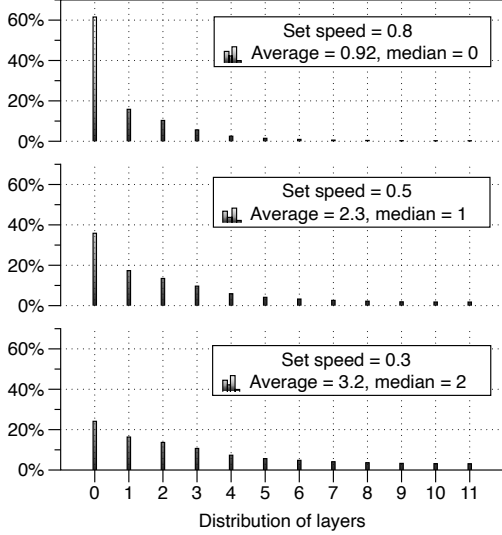 60%
40%
20%
0%
Set speed = 0.8
Average = 0.92, median = 0
60%
40%
20%
0%
Set speed = 0.5
Average = 2.3, median = 1
60%
40%
20%
0%
Set speed = 0.3
Average = 3.2, median = 2
0 1 2 3 4 5 6 7 8 9 10 11
Distribution of layers